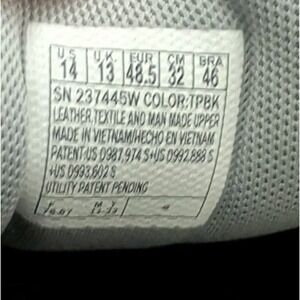 US U.K. EUR CM BRA
14 13 48.5 32 46
SN 237445W COLOR:TPBK
LEATHER,TEXTILE AND MAN MADE UPPER
MADE IN VIETNAM/HECHO EN VIETNAM
PATENT:US D987,974 S+US D992,888 S
+US D993,602 S
UTILITY PATENT PENDING